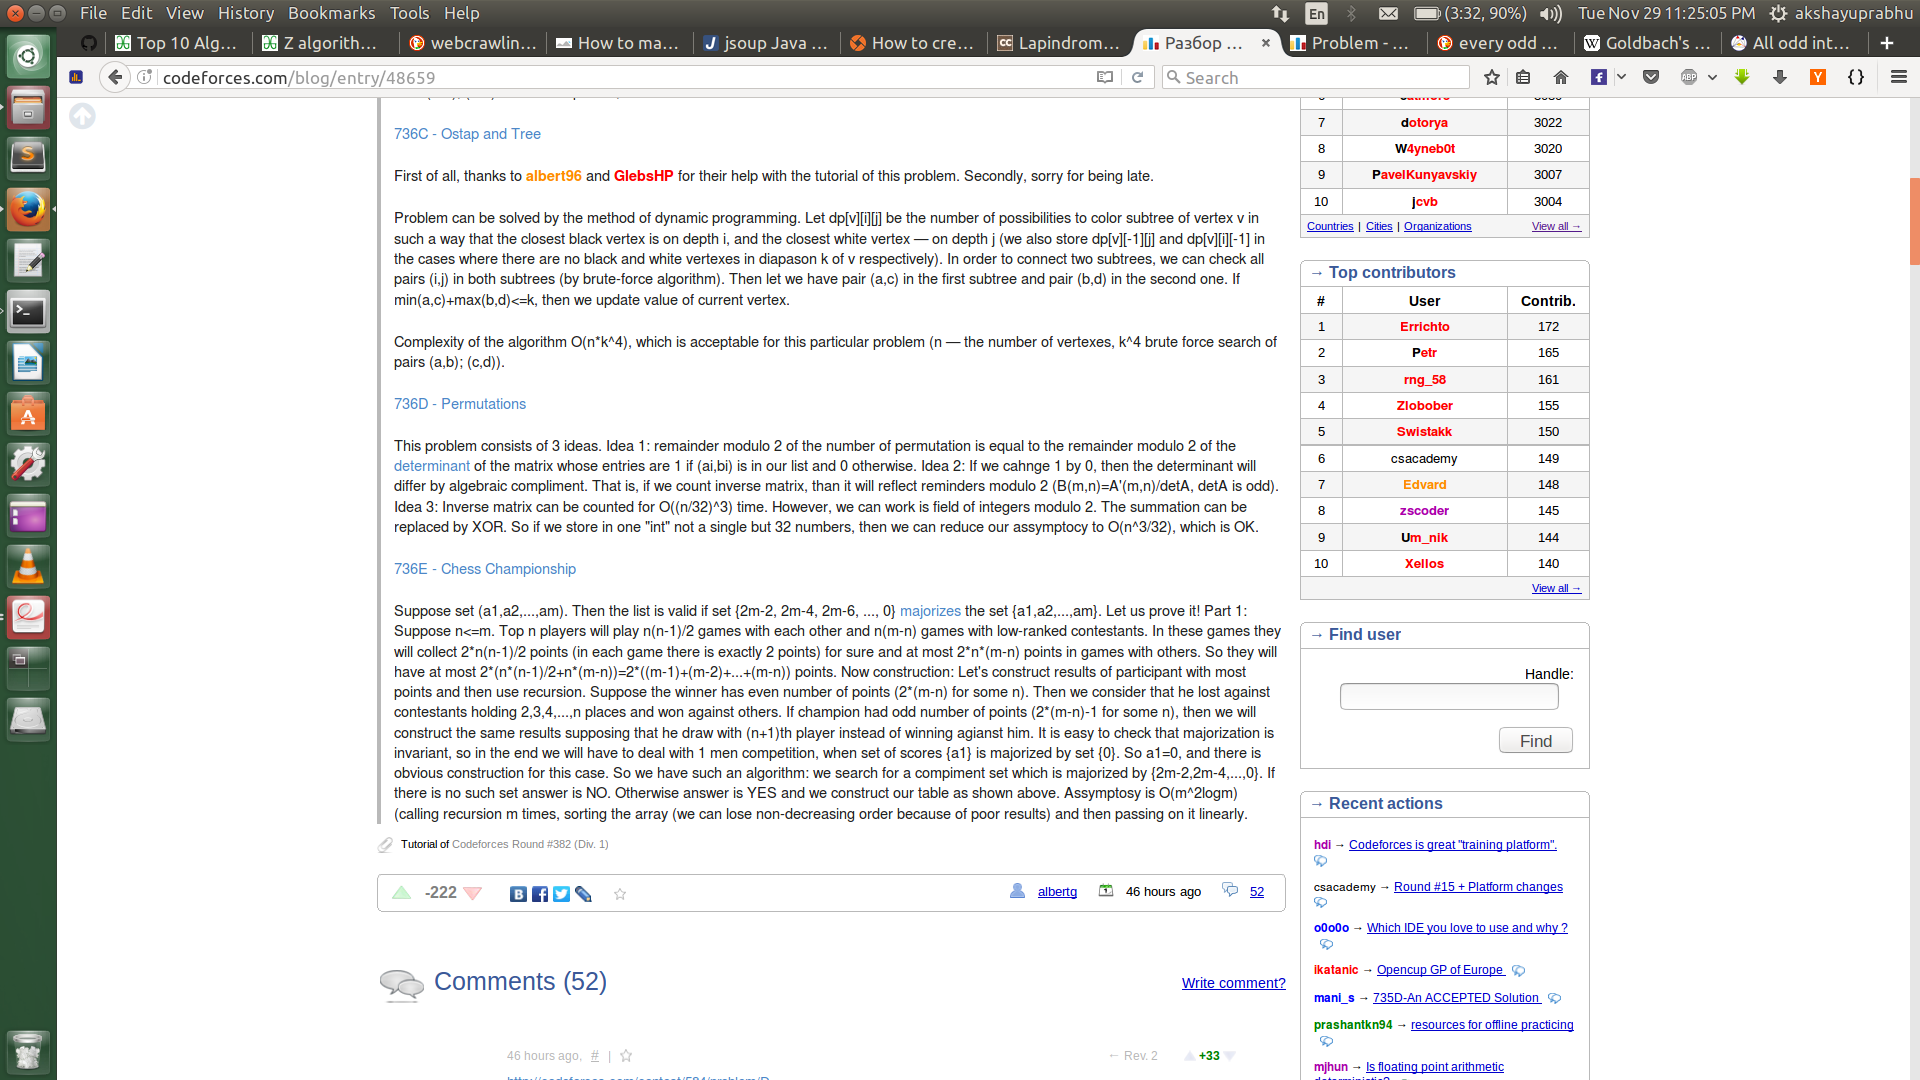 File Edit View History Bookmarks Tools Help
En (3:32, 90%) Tue Nov 29 11:25:05 PM akshayuprabhu
Top 10 Alg... Z algorith... webcrawlin... How to ma... jsoup Java ... How to cre... Lapindrom... Разбор ... Problem - ... every odd ... Goldbach's ... All odd int...
codeforces.com/blog/entry/48659
Search
736C - Ostap and Tree
First of all, thanks to albert96 and GlebsHP for their help with the tutorial of this problem. Secondly, sorry for being late.
Problem can be solved by the method of dynamic programming. Let dp[v][i][j] be the number of possibilities to color subtree of vertex v in
such a way that the closest black vertex is on depth i, and the closest white vertex — on depth j (we also store dp[v][-1][j] and dp[v][i][-1] in
the cases where there are no black and white vertexes in diapason k of v respectively). In order to connect two subtrees, we can check all
pairs (i,j) in both subtrees (by brute-force algorithm). Then let we have pair (a,c) in the first subtree and pair (b,d) in the second one. If
min(a,c)+max(b,d)<=k, then we update value of current vertex.
Complexity of the algorithm O(n*k^4), which is acceptable for this particular problem (n — the number of vertexes, k^4 brute force search of
pairs (a,b); (c,d)).
736D - Permutations
This problem consists of 3 ideas. Idea 1: remainder modulo 2 of the number of permutation is equal to the remainder modulo 2 of the
determinant of the matrix whose entries are 1 if (ai,bi) is in our list and 0 otherwise. Idea 2: If we cahnge 1 by 0, then the determinant will
differ by algebraic compliment. That is, if we count inverse matrix, than it will reflect reminders modulo 2 (B(m,n)=A'(m,n)/detA, detA is odd).
Idea 3: Inverse matrix can be counted for O((n/32)^3) time. However, we can work is field of integers modulo 2. The summation can be
replaced by XOR. So if we store in one "int" not a single but 32 numbers, then we can reduce our assymptocy to O(n^3/32), which is OK.
736E - Chess Championship
Suppose set (a1,a2,...,am). Then the list is valid if set {2m-2, 2m-4, 2m-6, ..., 0} majorizes the set {a1,a2,...,am}. Let us prove it! Part 1:
Suppose n<=m. Top n players will play n(n-1)/2 games with each other and n(m-n) games with low-ranked contestants. In these games they
will collect 2*n(n-1)/2 points (in each game there is exactly 2 points) for sure and at most 2*n*(m-n) points in games with others. So they will
have at most 2*(n*(n-1)/2+n*(m-n))=2*((m-1)+(m-2)+...+(m-n)) points. Now construction: Let's construct results of participant with most
points and then use recursion. Suppose the winner has even number of points (2*(m-n) for some n). Then we consider that he lost against
contestants holding 2,3,4,...,n places and won against others. If champion had odd number of points (2*(m-n)-1 for some n), then we will
construct the same results supposing that he draw with (n+1)th player instead of winning agianst him. It is easy to check that majorization is
invariant, so in the end we will have to deal with 1 men competition, when set of scores {a1} is majorized by set {0}. So a1=0, and there is
obvious construction for this case. So we have such an algorithm: we search for a compiment set which is majorized by {2m-2,2m-4,...,0}. If
there is no such set answer is NO. Otherwise answer is YES and we construct our table as shown above. Assymptosy is O(m^2logm)
(calling recursion m times, sorting the array (we can lose non-decreasing order because of poor results) and then passing on it linearly.
Tutorial of Codeforces Round #382 (Div. 1)
-222 albertg 46 hours ago 52
Comments (52) Write comment?
46 hours ago, # | ← Rev. 2 +33
7 dotorya 3022
8 W4yneb0t 3020
9 PavelKunyavskiy 3007
10 jcvb 3004
Countries | Cities | Organizations View all →
→ Top contributors
# User Contrib.
1 Errichto 172
2 Petr 165
3 rng_58 161
4 Zlobober 155
5 Swistakk 150
6 csacademy 149
7 Edvard 148
8 zscoder 145
9 Um_nik 144
10 Xellos 140
View all →
→ Find user
Handle:
Find
→ Recent actions
hdi → Codeforces is great "training platform".
csacademy → Round #15 + Platform changes
o0o0o → Which IDE you love to use and why ?
ikatanic → Opencup GP of Europe
mani_s → 735D-An ACCEPTED Solution
prashantkn94 → resources for offline practicing
mjhun → Is floating point arithmetic